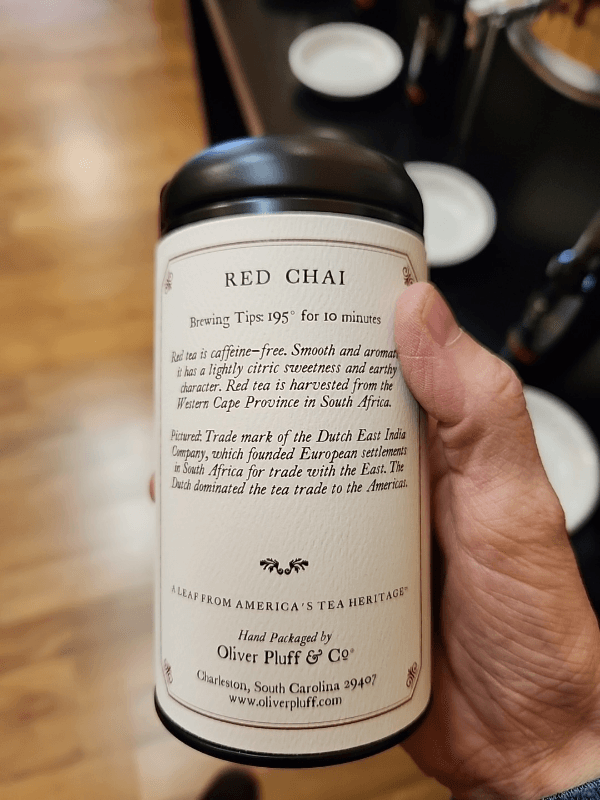 RED CHAI
Brewing Tips: 195° for 10 minutes
Red tea is caffeine–free. Smooth and
it has a lightly citric sweetness and earthy
character. Red tea is harvested from the
Western Cape Province in South Africa.
Pictured: Trade mark of the Dutch East India
Company, which founded European settlements
in South Africa for trade with the East. The
Dutch dominated the tea trade to the Americas.
A LEAF FROM AMERICA'S TEA HERITAGE
Hand Packaged by
Oliver Pluff & Co
Charleston, South Carolina 29407
www.oliverpluff.com